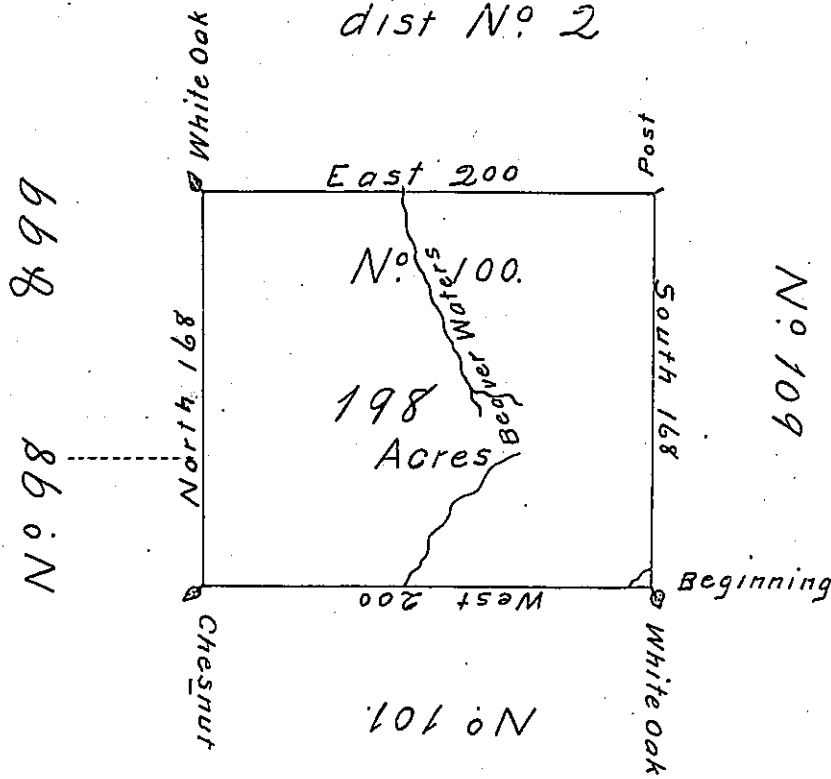 dist Nº 2
White Oak
Post
East 200
Nº 100.
Beaver Waters
198
Acres
North 168
South 168
Nº 98 & 99
Nº 109
Beginning
West 200
Chesnut
White Oak
Nº 101.